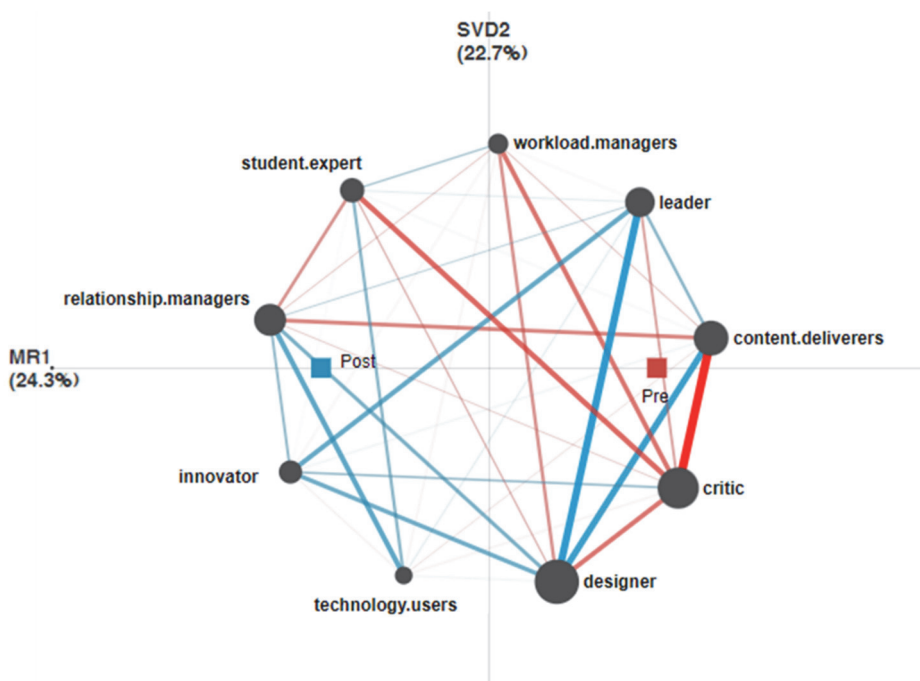 SVD2
(22.7%)
workload.managers
student.expert
leader
relationship.managers
content.deliverers
MR1
(24.3%)
Post
Pre
innovator
critic
designer
technology.users